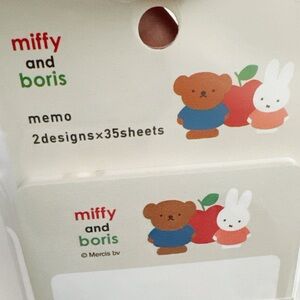 miffy
and
boris
memo
2designs×35sheets
miffy
and
boris
© Mercis bv